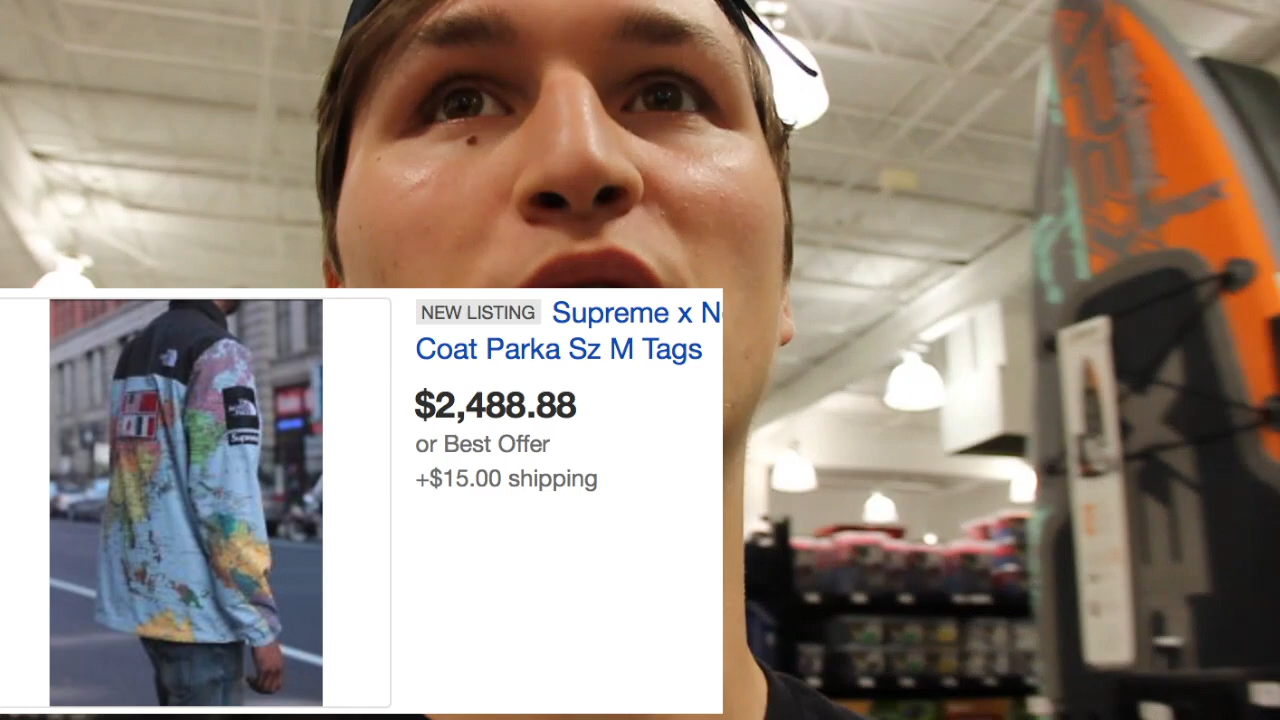 NEW LISTING Supreme x N
Coat Parka Sz M Tags
$2,488.88
or Best Offer
+$15.00 shipping